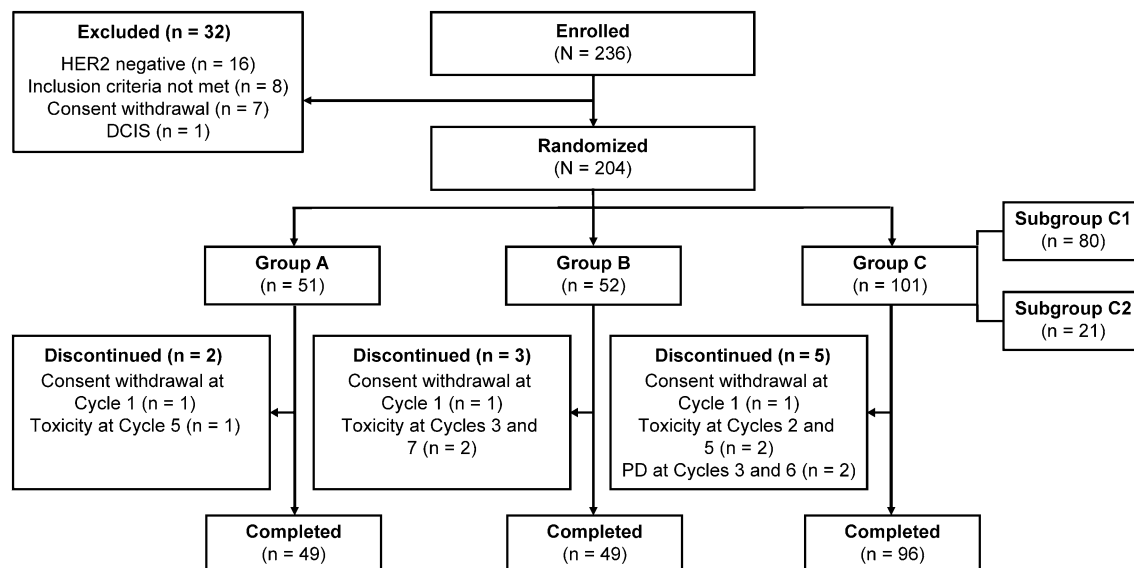 Excluded (n = 32)
HER2 negative (n = 16)
Inclusion criteria not met (n = 8)
Consent withdrawal (n = 7)
DCIS (n = 1)
Enrolled
(N = 236)
Randomized
(N = 204)
Group A
(n = 51)
Group B
(n = 52)
Group C
(n = 101)
Subgroup C1
(n = 80)
Subgroup C2
(n = 21)
Discontinued (n = 2)
Consent withdrawal at
Cycle 1 (n = 1)
Toxicity at Cycle 5 (n = 1)
Discontinued (n = 3)
Consent withdrawal at
Cycle 1 (n = 1)
Toxicity at Cycles 3 and
7 (n = 2)
Discontinued (n = 5)
Consent withdrawal at
Cycle 1 (n = 1)
Toxicity at Cycles 2 and
5 (n = 2)
PD at Cycles 3 and 6 (n = 2)
Completed
(n = 49)
Completed
(n = 49)
Completed
(n = 96)